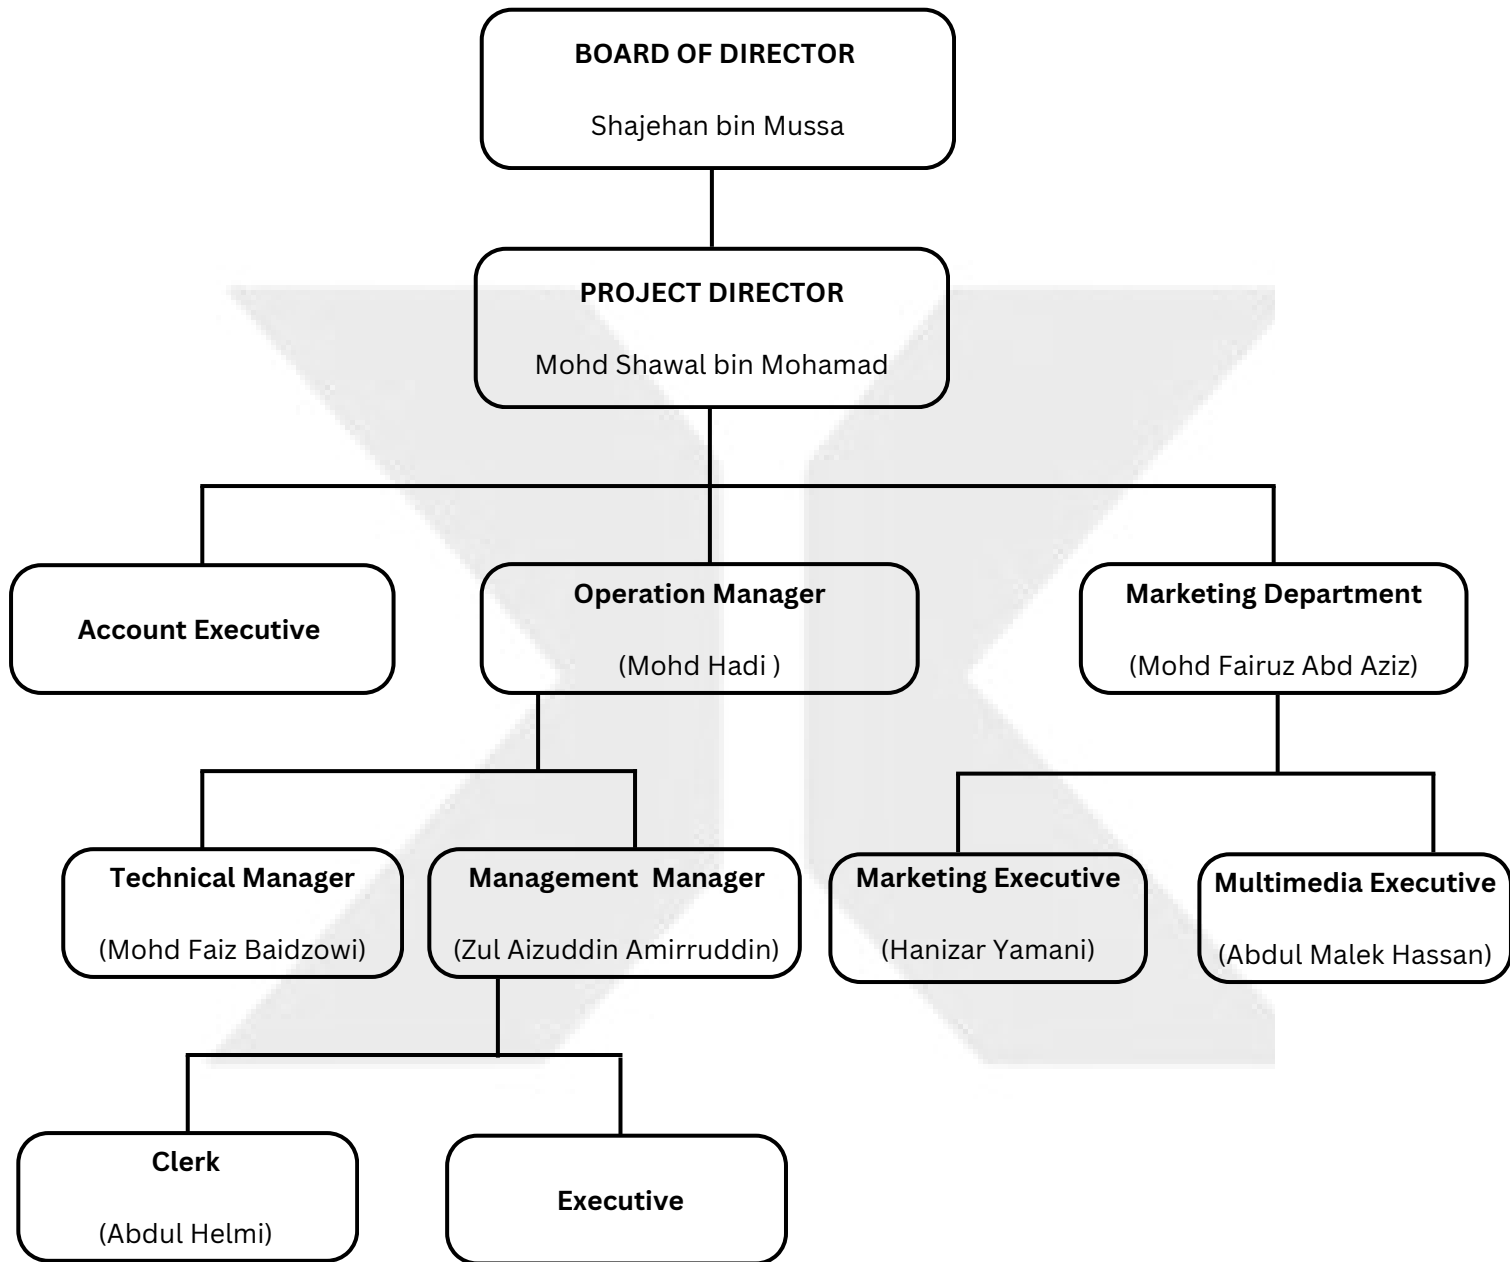 BOARD OF DIRECTOR
Shajehan bin Mussa
PROJECT DIRECTOR
Mohd Shawal bin Mohamad
Account Executive
Operation Manager
(Mohd Hadi )
Marketing Department
(Mohd Fairuz Abd Aziz)
Technical Manager
(Mohd Faiz Baidzowi)
Management  Manager
(Zul Aizuddin Amirruddin)
Marketing Executive
(Hanizar Yamani)
Multimedia Executive
(Abdul Malek Hassan)
Clerk
(Abdul Helmi)
Executive